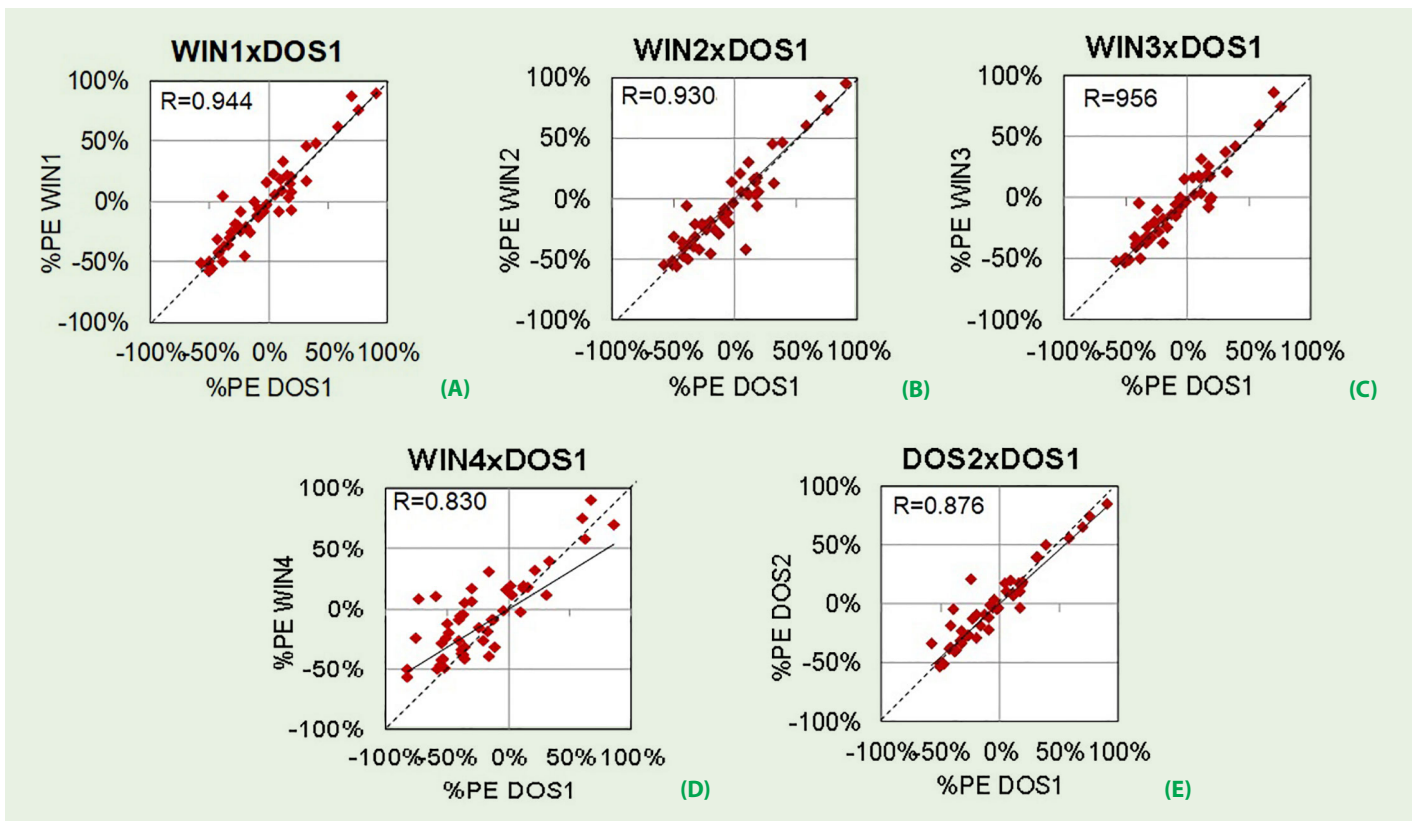 WIN1xDOS1
100%
50%
0%
-50%
-100%
%PE WIN1
R=0.944
-100% -50% 0% 50% 100%
%PE DOS1
(A)
WIN2xDOS1
100%
50%
0%
-50%
-100%
%PE WIN2
R=0.930
-100% -50% 0% 50% 100%
%PE DOS1
(B)
WIN3xDOS1
100%
50%
0%
-50%
-100%
%PE WIN3
R=956
-100% -50% 0% 50% 100%
%PE DOS1
(C)
WIN4xDOS1
100%
50%
0%
-50%
-100%
%PE WIN4
R=0.830
-100% -50% 0% 50% 100%
%PE DOS1
(D)
DOS2xDOS1
100%
50%
0%
-50%
-100%
%PE DOS2
R=0.876
-100% -50% 0% 50% 100%
%PE DOS1
(E)